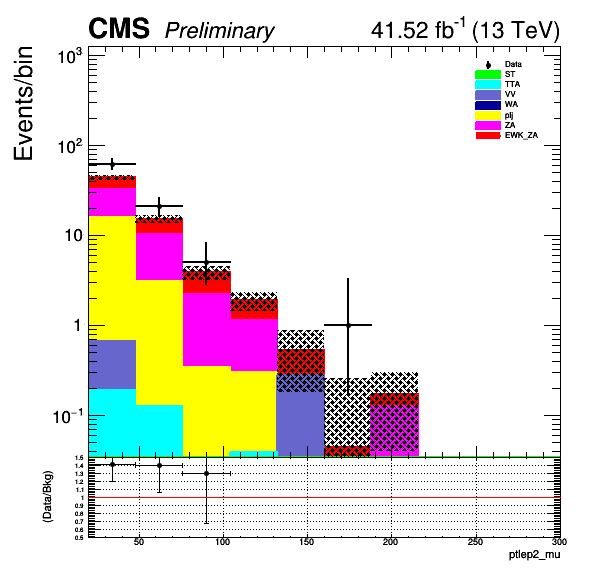 CMS Preliminary 41.52 fb⁻¹ (13 TeV)
Events/bin
10³
10²
10
1
10⁻¹
Data
ST
TTA
VV
WA
plj
ZA
EWK_ZA
(Data/Bkg)
1.5
1.4
1.3
1.2
1.1
1
0.9
0.8
0.7
0.6
0.5
50 100 150 200 250 300
ptlep2_mu